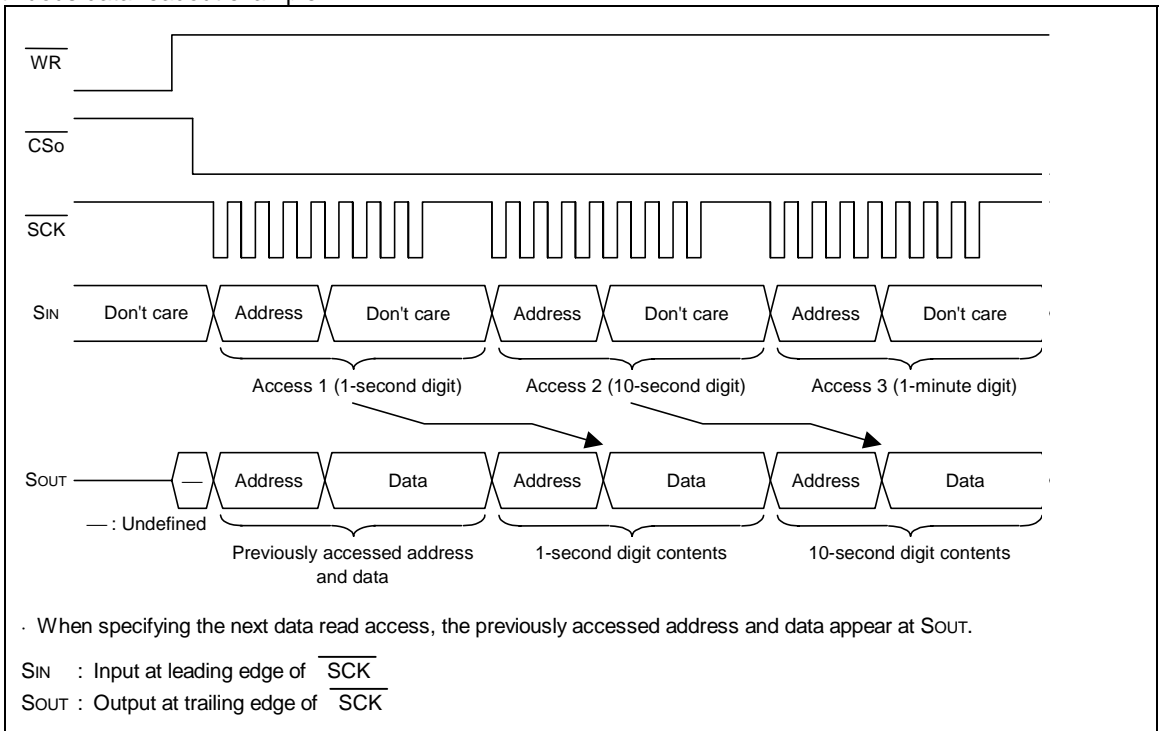 WR
CSo
SCK
SIN Don't care Address Don't care Address Don't care Address Don't care
Access 1 (1-second digit) Access 2 (10-second digit) Access 3 (1-minute digit)
SOUT — Address Data Address Data Address Data
— : Undefined
Previously accessed address and data
1-second digit contents
10-second digit contents
· When specifying the next data read access, the previously accessed address and data appear at SOUT.
SIN : Input at leading edge of SCK
SOUT : Output at trailing edge of SCK